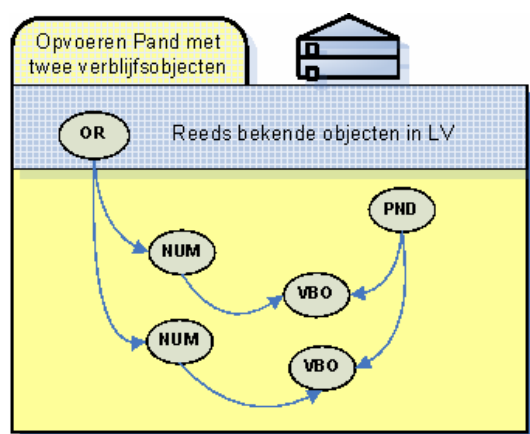 Opvoeren Pand met
twee verblijfsobjecten
OR
Reeds bekende objecten in LV
PND
NUM
VBO
NUM
VBO